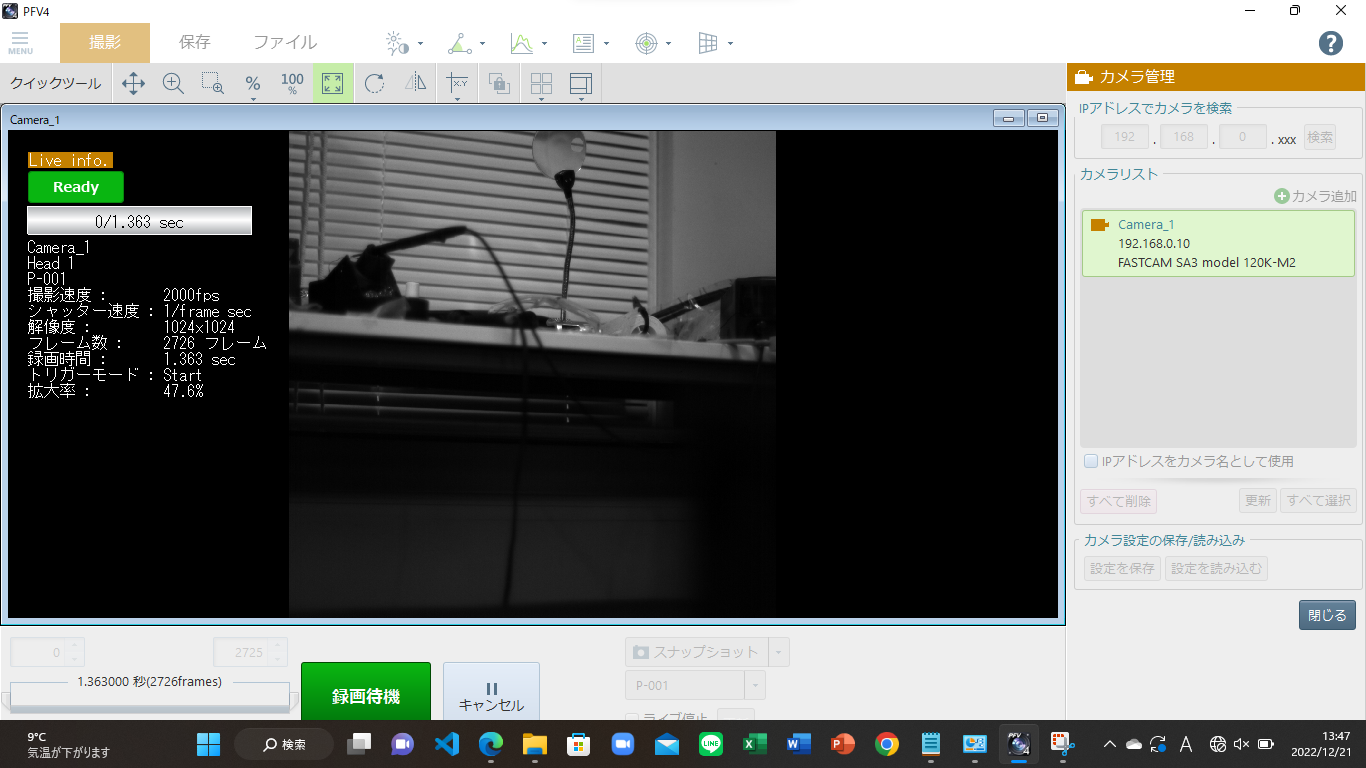 PFV4
MENU
撮影
保存
ファイル
?
クイックツール
%
100
%
X.Y
Camera_1
Live info.
Ready
0/1.363 sec
Camera_1
Head 1
P-001
撮影速度 : 2000fps
シャッター速度 : 1/frame sec
解像度 : 1024x1024
フレーム数 : 2726 フレーム
録画時間 : 1.363 sec
トリガーモード : Start
拡大率 : 47.6%
カメラ管理
IPアドレスでカメラを検索
192 . 168 . 0 . xxx 検索
カメラリスト
カメラ追加
Camera_1
192.168.0.10
FASTCAM SA3 model 120K-M2
IPアドレスをカメラ名として使用
すべて削除 更新 すべて選択
カメラ設定の保存/読み込み
設定を保存 設定を読み込む
閉じる
0 2725
1.363000 秒(2726frames)
録画待機
キャンセル
スナップショット
P-001
ライブ停止
9°C
気温が下がります
検索
LINE
PFV
A
13:47
2022/12/21